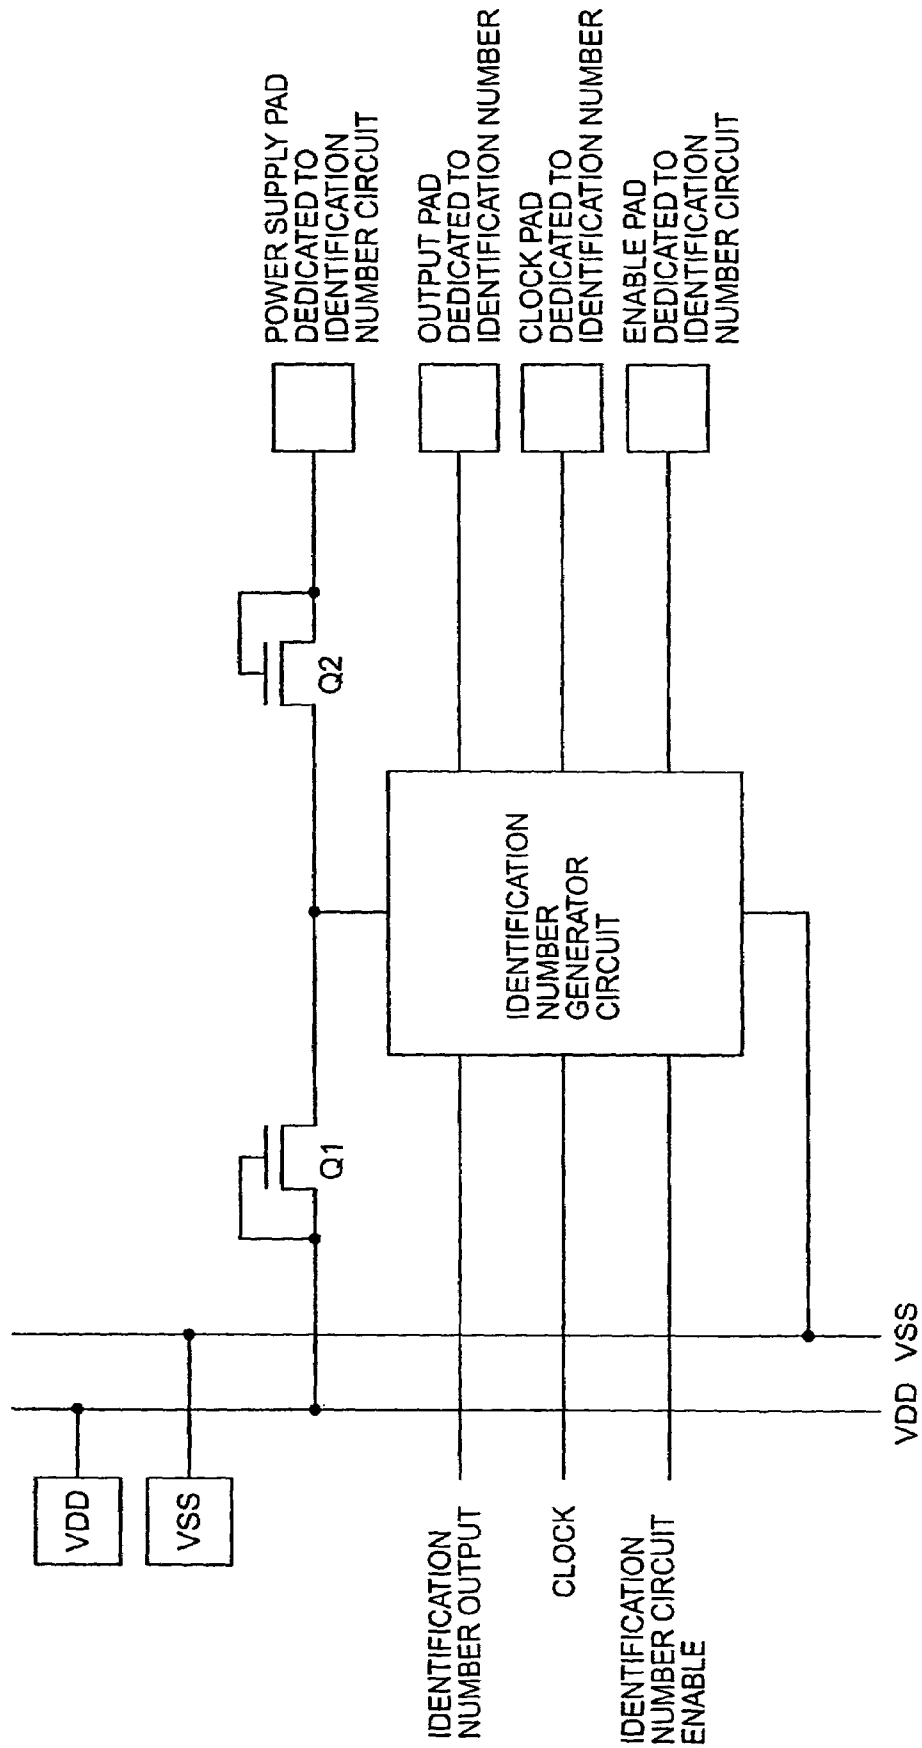 POWER SUPPLY PAD
DEDICATED TO
IDENTIFICATION
NUMBER CIRCUIT
OUTPUT PAD
DEDICATED TO
IDENTIFICATION NUMBER
CLOCK PAD
DEDICATED TO
IDENTIFICATION NUMBER
ENABLE PAD
DEDICATED TO
IDENTIFICATION
NUMBER CIRCUIT
Q2
IDENTIFICATION
NUMBER
GENERATOR
CIRCUIT
Q1
VDD
VSS
VDD VSS
IDENTIFICATION
NUMBER OUTPUT
CLOCK
IDENTIFICATION
NUMBER CIRCUIT
ENABLE